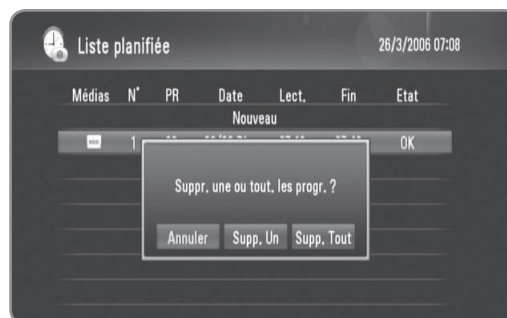 Liste planifiée 26/3/2006 07:08
Médias N° PR Date Lect. Fin Etat
Nouveau
HDD 1 OK
Suppr. une ou tout. les progr. ?
Annuler Supp. Un Supp. Tout